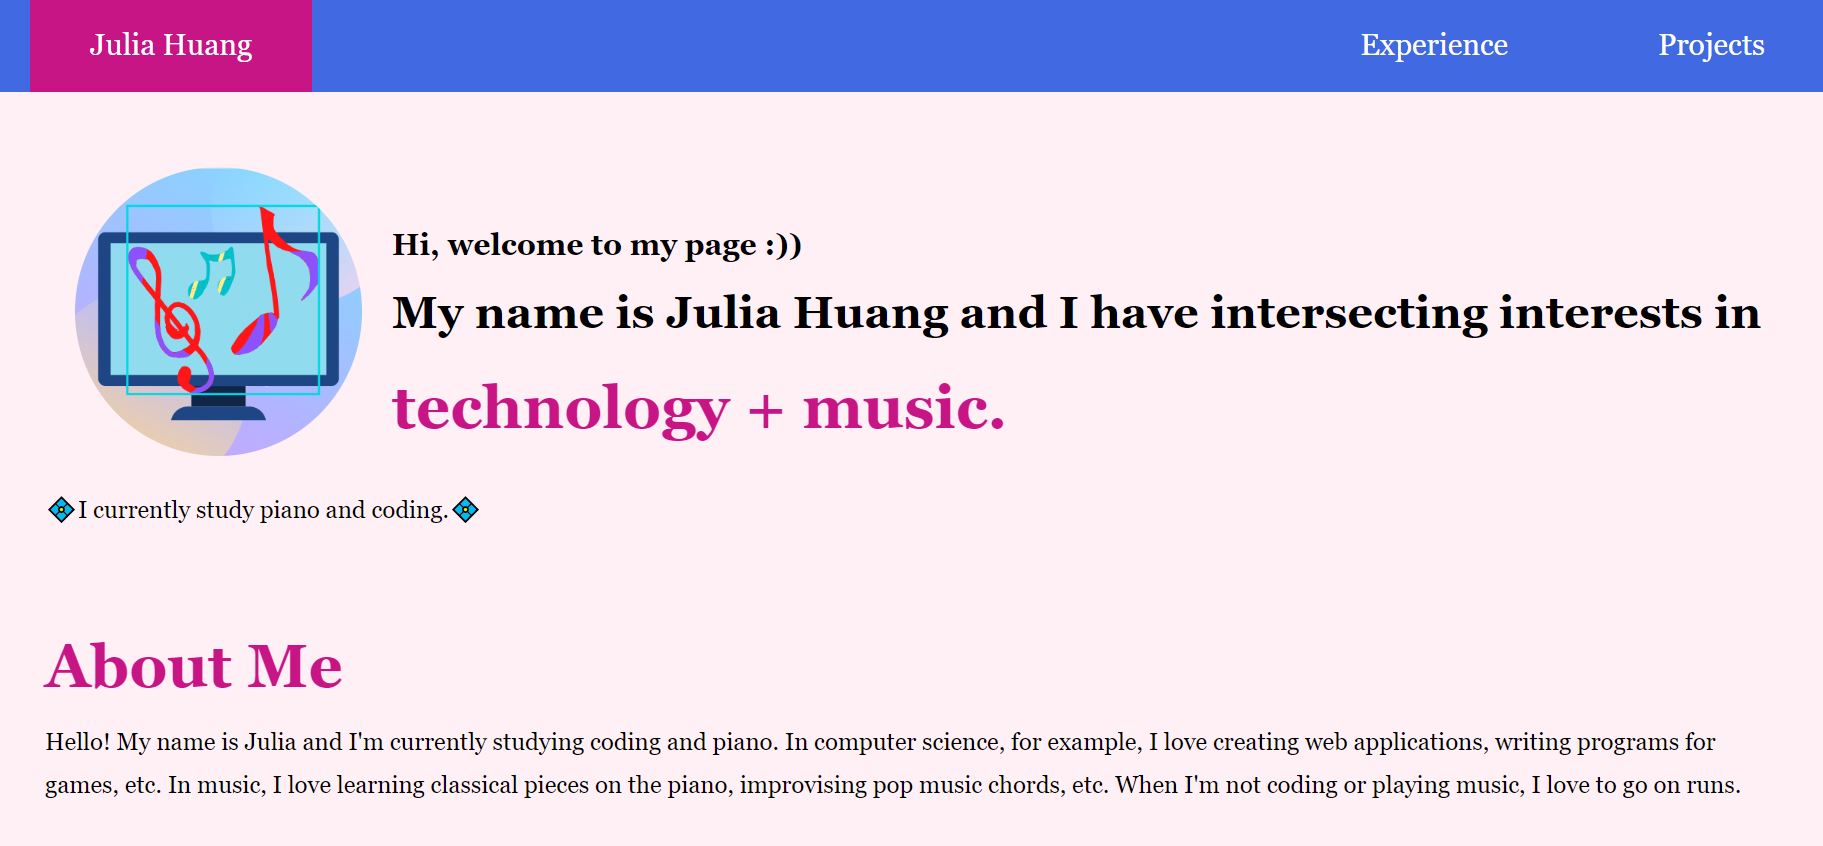 Julia Huang
Experience
Projects
Hi, welcome to my page :))
My name is Julia Huang and I have intersecting interests in
technology + music.
💠I currently study piano and coding.💠
About Me
Hello! My name is Julia and I'm currently studying coding and piano. In computer science, for example, I love creating web applications, writing programs for
games, etc. In music, I love learning classical pieces on the piano, improvising pop music chords, etc. When I'm not coding or playing music, I love to go on runs.